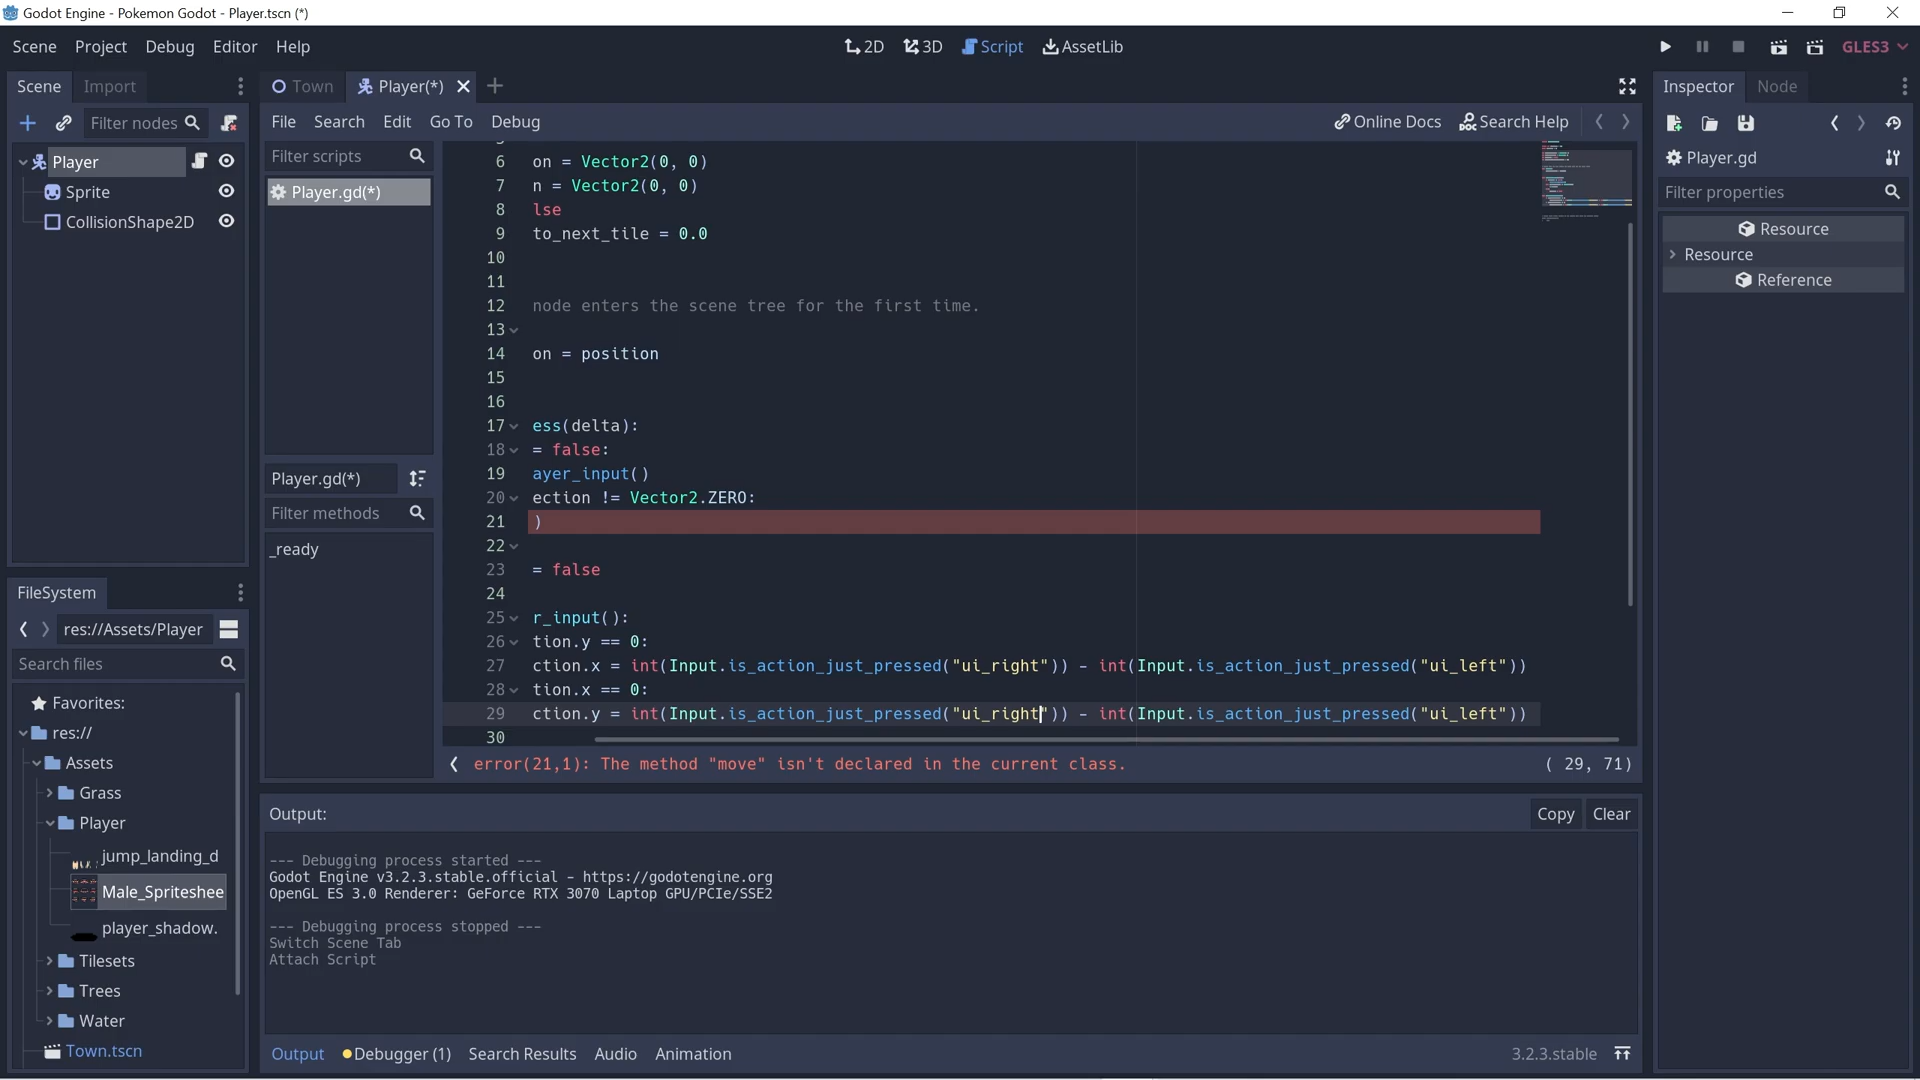 Godot Engine - Pokemon Godot - Player.tscn (*)
Scene Project Debug Editor Help
2D 3D Script AssetLib
GLES3
Scene Import
Town Player(*)
Inspector Node
Filter nodes
File Search Edit Go To Debug
Online Docs Search Help
Player
Sprite
CollisionShape2D
Filter scripts
Player.gd(*)
Player.gd(*)
Filter methods
_ready
6 on = Vector2(0, 0)
7 n = Vector2(0, 0)
8 lse
9 to_next_tile = 0.0
10
11
12 node enters the scene tree for the first time.
13
14 on = position
15
16
17 ess(delta):
18 = false:
19 ayer_input()
20 ection != Vector2.ZERO:
21 )
22
23 = false
24
25 r_input():
26 tion.y == 0:
27 ction.x = int(Input.is_action_just_pressed("ui_right")) - int(Input.is_action_just_pressed("ui_left"))
28 tion.x == 0:
29 ction.y = int(Input.is_action_just_pressed("ui_right")) - int(Input.is_action_just_pressed("ui_left"))
30
error(21,1): The method "move" isn't declared in the current class.
( 29, 71)
Player.gd
Filter properties
Resource
Resource
Reference
FileSystem
res://Assets/Player
Search files
Favorites:
res://
Assets
Grass
Player
jump_landing_d
Male_Spriteshee
player_shadow.
Tilesets
Trees
Water
Town.tscn
Output:
Copy Clear
--- Debugging process started ---
Godot Engine v3.2.3.stable.official - https://godotengine.org
OpenGL ES 3.0 Renderer: GeForce RTX 3070 Laptop GPU/PCIe/SSE2
--- Debugging process stopped ---
Switch Scene Tab
Attach Script
Output Debugger (1) Search Results Audio Animation
3.2.3.stable